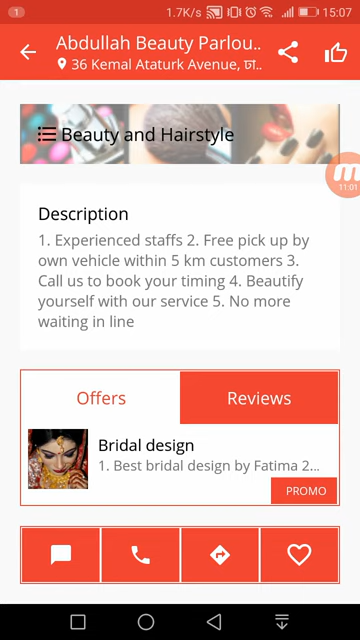 1 1.7K/s 15:07
Abdullah Beauty Parlou..
36 Kemal Ataturk Avenue, ঢা..
Beauty and Hairstyle
11:01
Description
1. Experienced staffs 2. Free pick up by
own vehicle within 5 km customers 3.
Call us to book your timing 4. Beautify
yourself with our service 5. No more
waiting in line
Offers Reviews
Bridal design
1. Best bridal design by Fatima 2...
PROMO